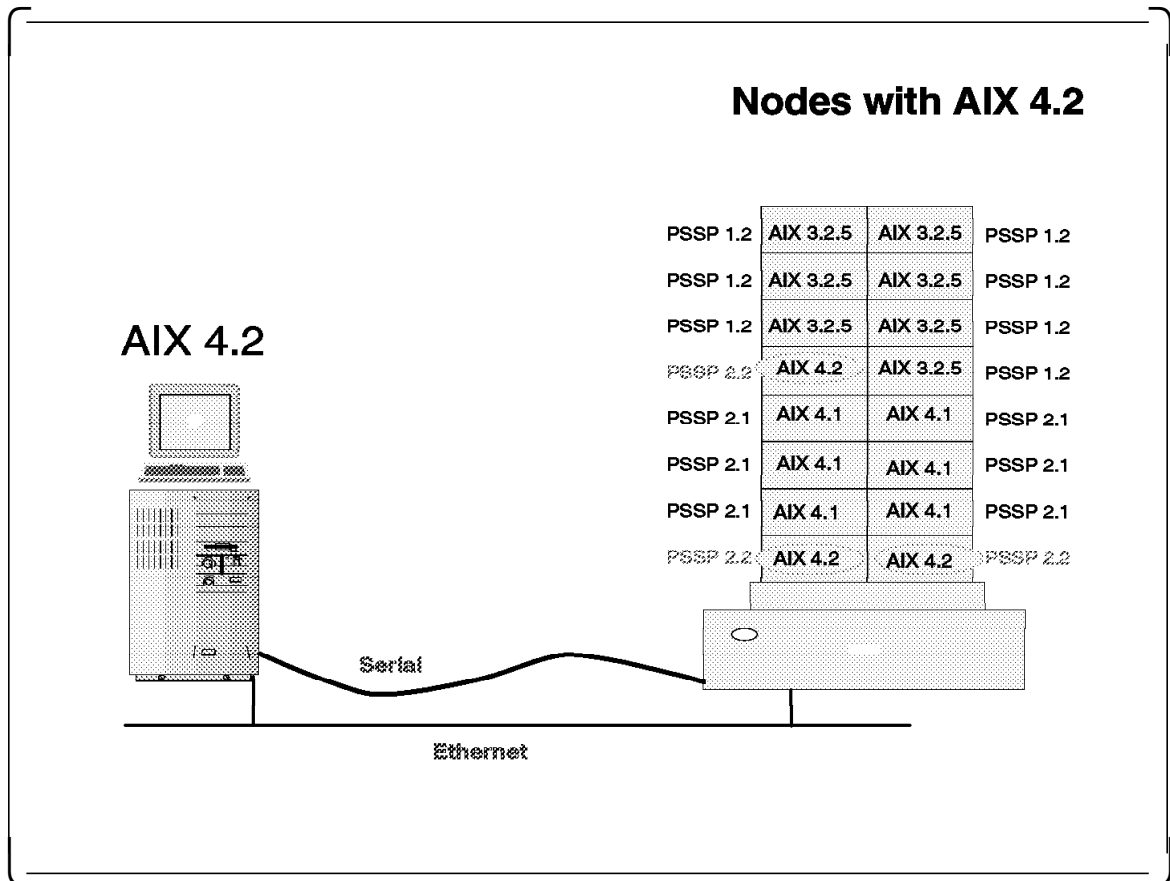 Nodes with AIX 4.2
AIX 4.2
PSSP 1.2 AIX 3.2.5 AIX 3.2.5 PSSP 1.2
PSSP 1.2 AIX 3.2.5 AIX 3.2.5 PSSP 1.2
PSSP 1.2 AIX 3.2.5 AIX 3.2.5 PSSP 1.2
PSSP 2.2 AIX 4.2 AIX 3.2.5 PSSP 1.2
PSSP 2.1 AIX 4.1 AIX 4.1 PSSP 2.1
PSSP 2.1 AIX 4.1 AIX 4.1 PSSP 2.1
PSSP 2.1 AIX 4.1 AIX 4.1 PSSP 2.1
PSSP 2.2 AIX 4.2 AIX 4.2 PSSP 2.2
Serial
Ethernet